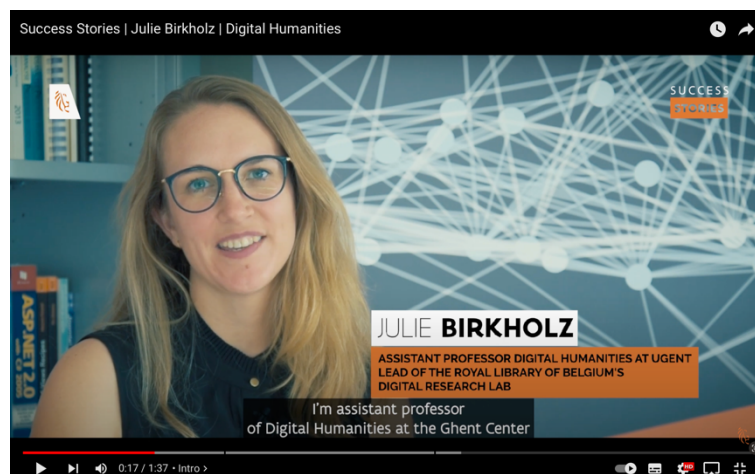 Success Stories | Julie Birkholz | Digital Humanities
SUCCESS
STORIES
2013
ASP.NET 2.0
JULIE BIRKHOLZ
ASSISTANT PROFESSOR DIGITAL HUMANITIES AT UGENT
LEAD OF THE ROYAL LIBRARY OF BELGIUM'S
DIGITAL RESEARCH LAB
I'm assistant professor
of Digital Humanities at the Ghent Center
0:17 / 1:37 • Intro ›
HD